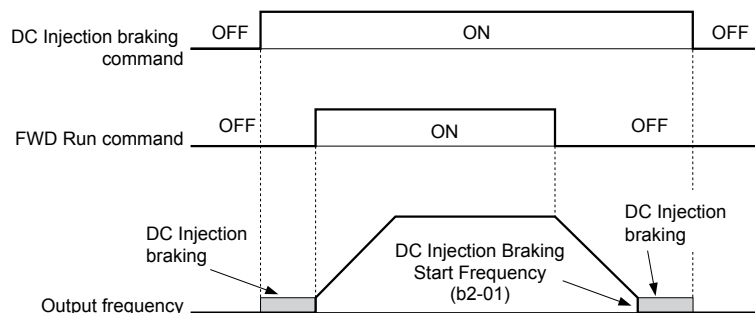 DC Injection braking
command
OFF
ON
OFF
FWD Run command
OFF
ON
OFF
DC Injection
braking
DC Injection Braking
Start Frequency
(b2-01)
DC Injection
braking
Output frequency